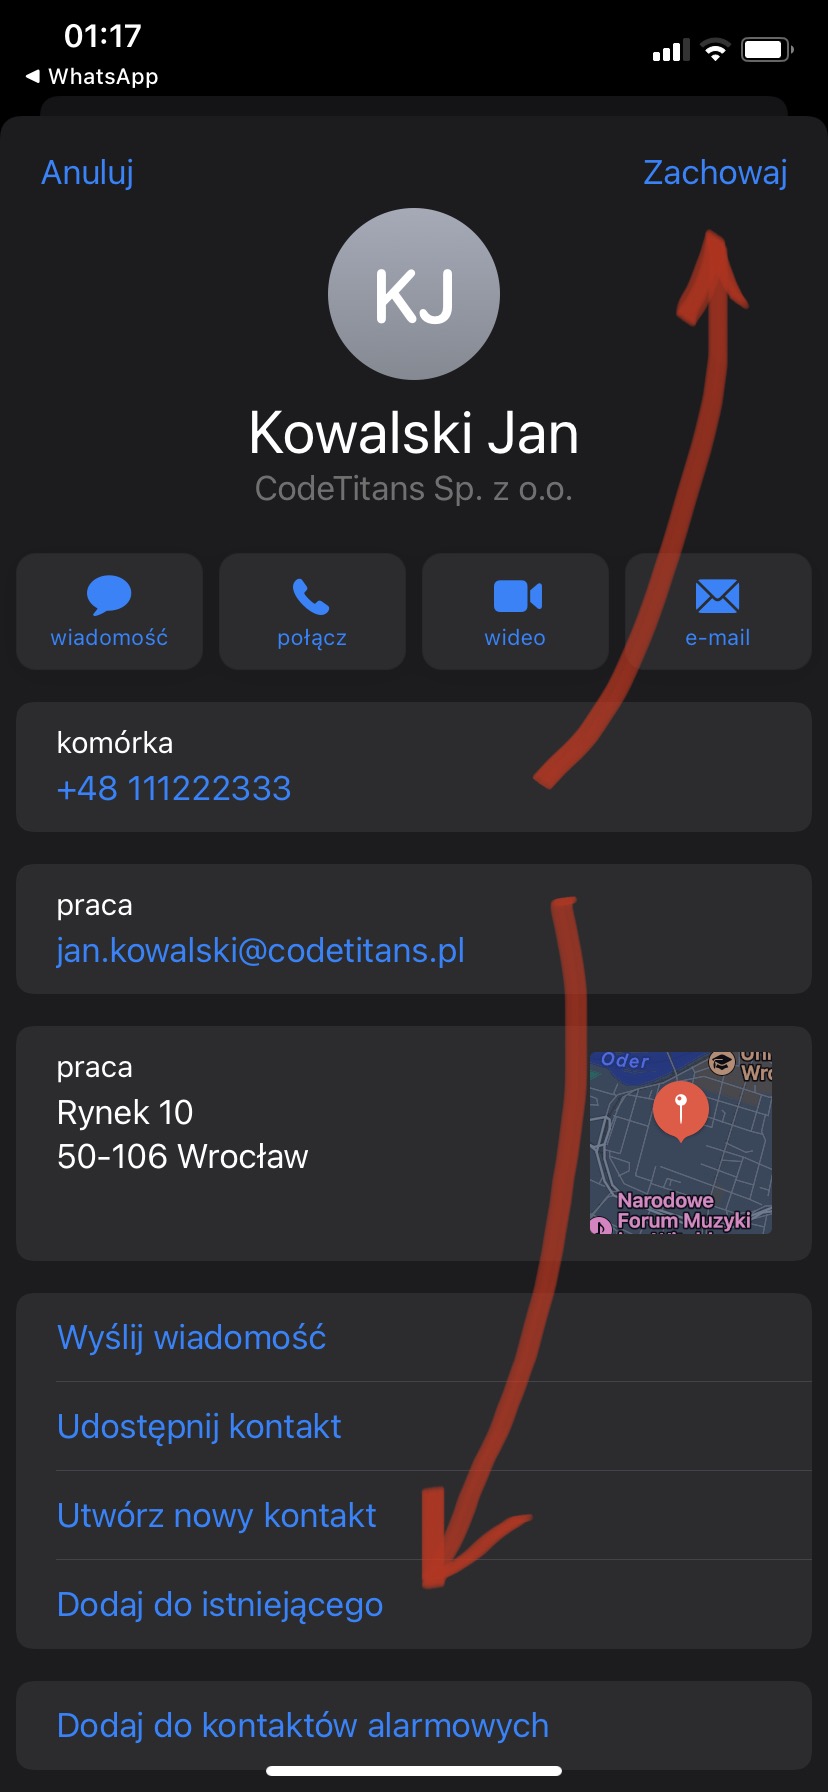 01:17
◀ WhatsApp
Anuluj
Zachowaj
KJ
Kowalski Jan
CodeTitans Sp. z o.o.
wiadomość
połącz
wideo
e-mail
komórka
+48 111222333
praca
jan.kowalski@codetitans.pl
praca
Rynek 10
50-106 Wrocław
Oder
Narodowe
Forum Muzyki
Wyślij wiadomość
Udostępnij kontakt
Utwórz nowy kontakt
Dodaj do istniejącego
Dodaj do kontaktów alarmowych